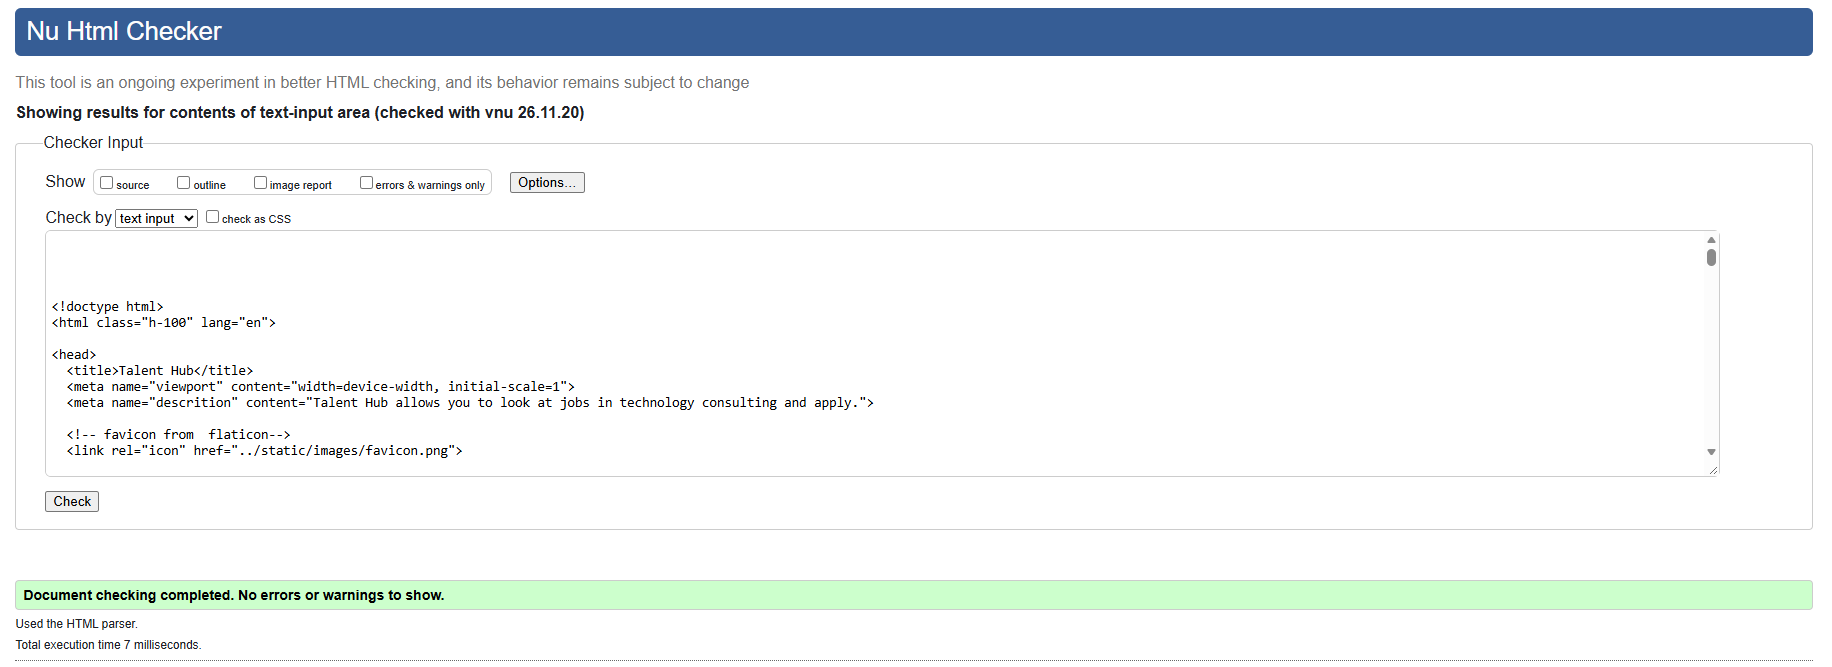 Nu Html Checker
This tool is an ongoing experiment in better HTML checking, and its behavior remains subject to change
Showing results for contents of text-input area (checked with vnu 26.11.20)
Checker Input
Show source outline image report errors & warnings only Options...
Check by text input check as CSS
<!doctype html>
<html class="h-100" lang="en">
<head>
<title>Talent Hub</title>
<meta name="viewport" content="width=device-width, initial-scale=1">
<meta name="descrition" content="Talent Hub allows you to look at jobs in technology consulting and apply.">
<!-- favicon from  flaticon-->
<link rel="icon" href="../static/images/favicon.png">
Check
Document checking completed. No errors or warnings to show.
Used the HTML parser.
Total execution time 7 milliseconds.